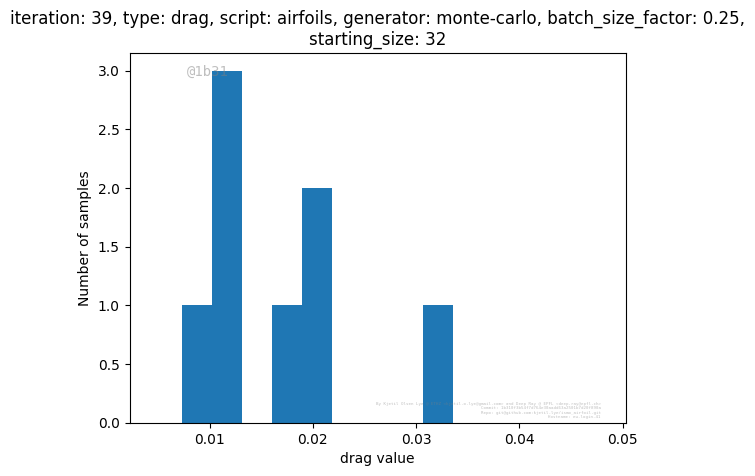 iteration: 39, type: drag, script: airfoils, generator: monte-carlo, batch_size_factor: 0.25,
starting_size: 32
@1b31
3.0
2.5
2.0
1.5
1.0
0.5
0.0
Number of samples
0.01
0.02
0.03
0.04
0.05
drag value